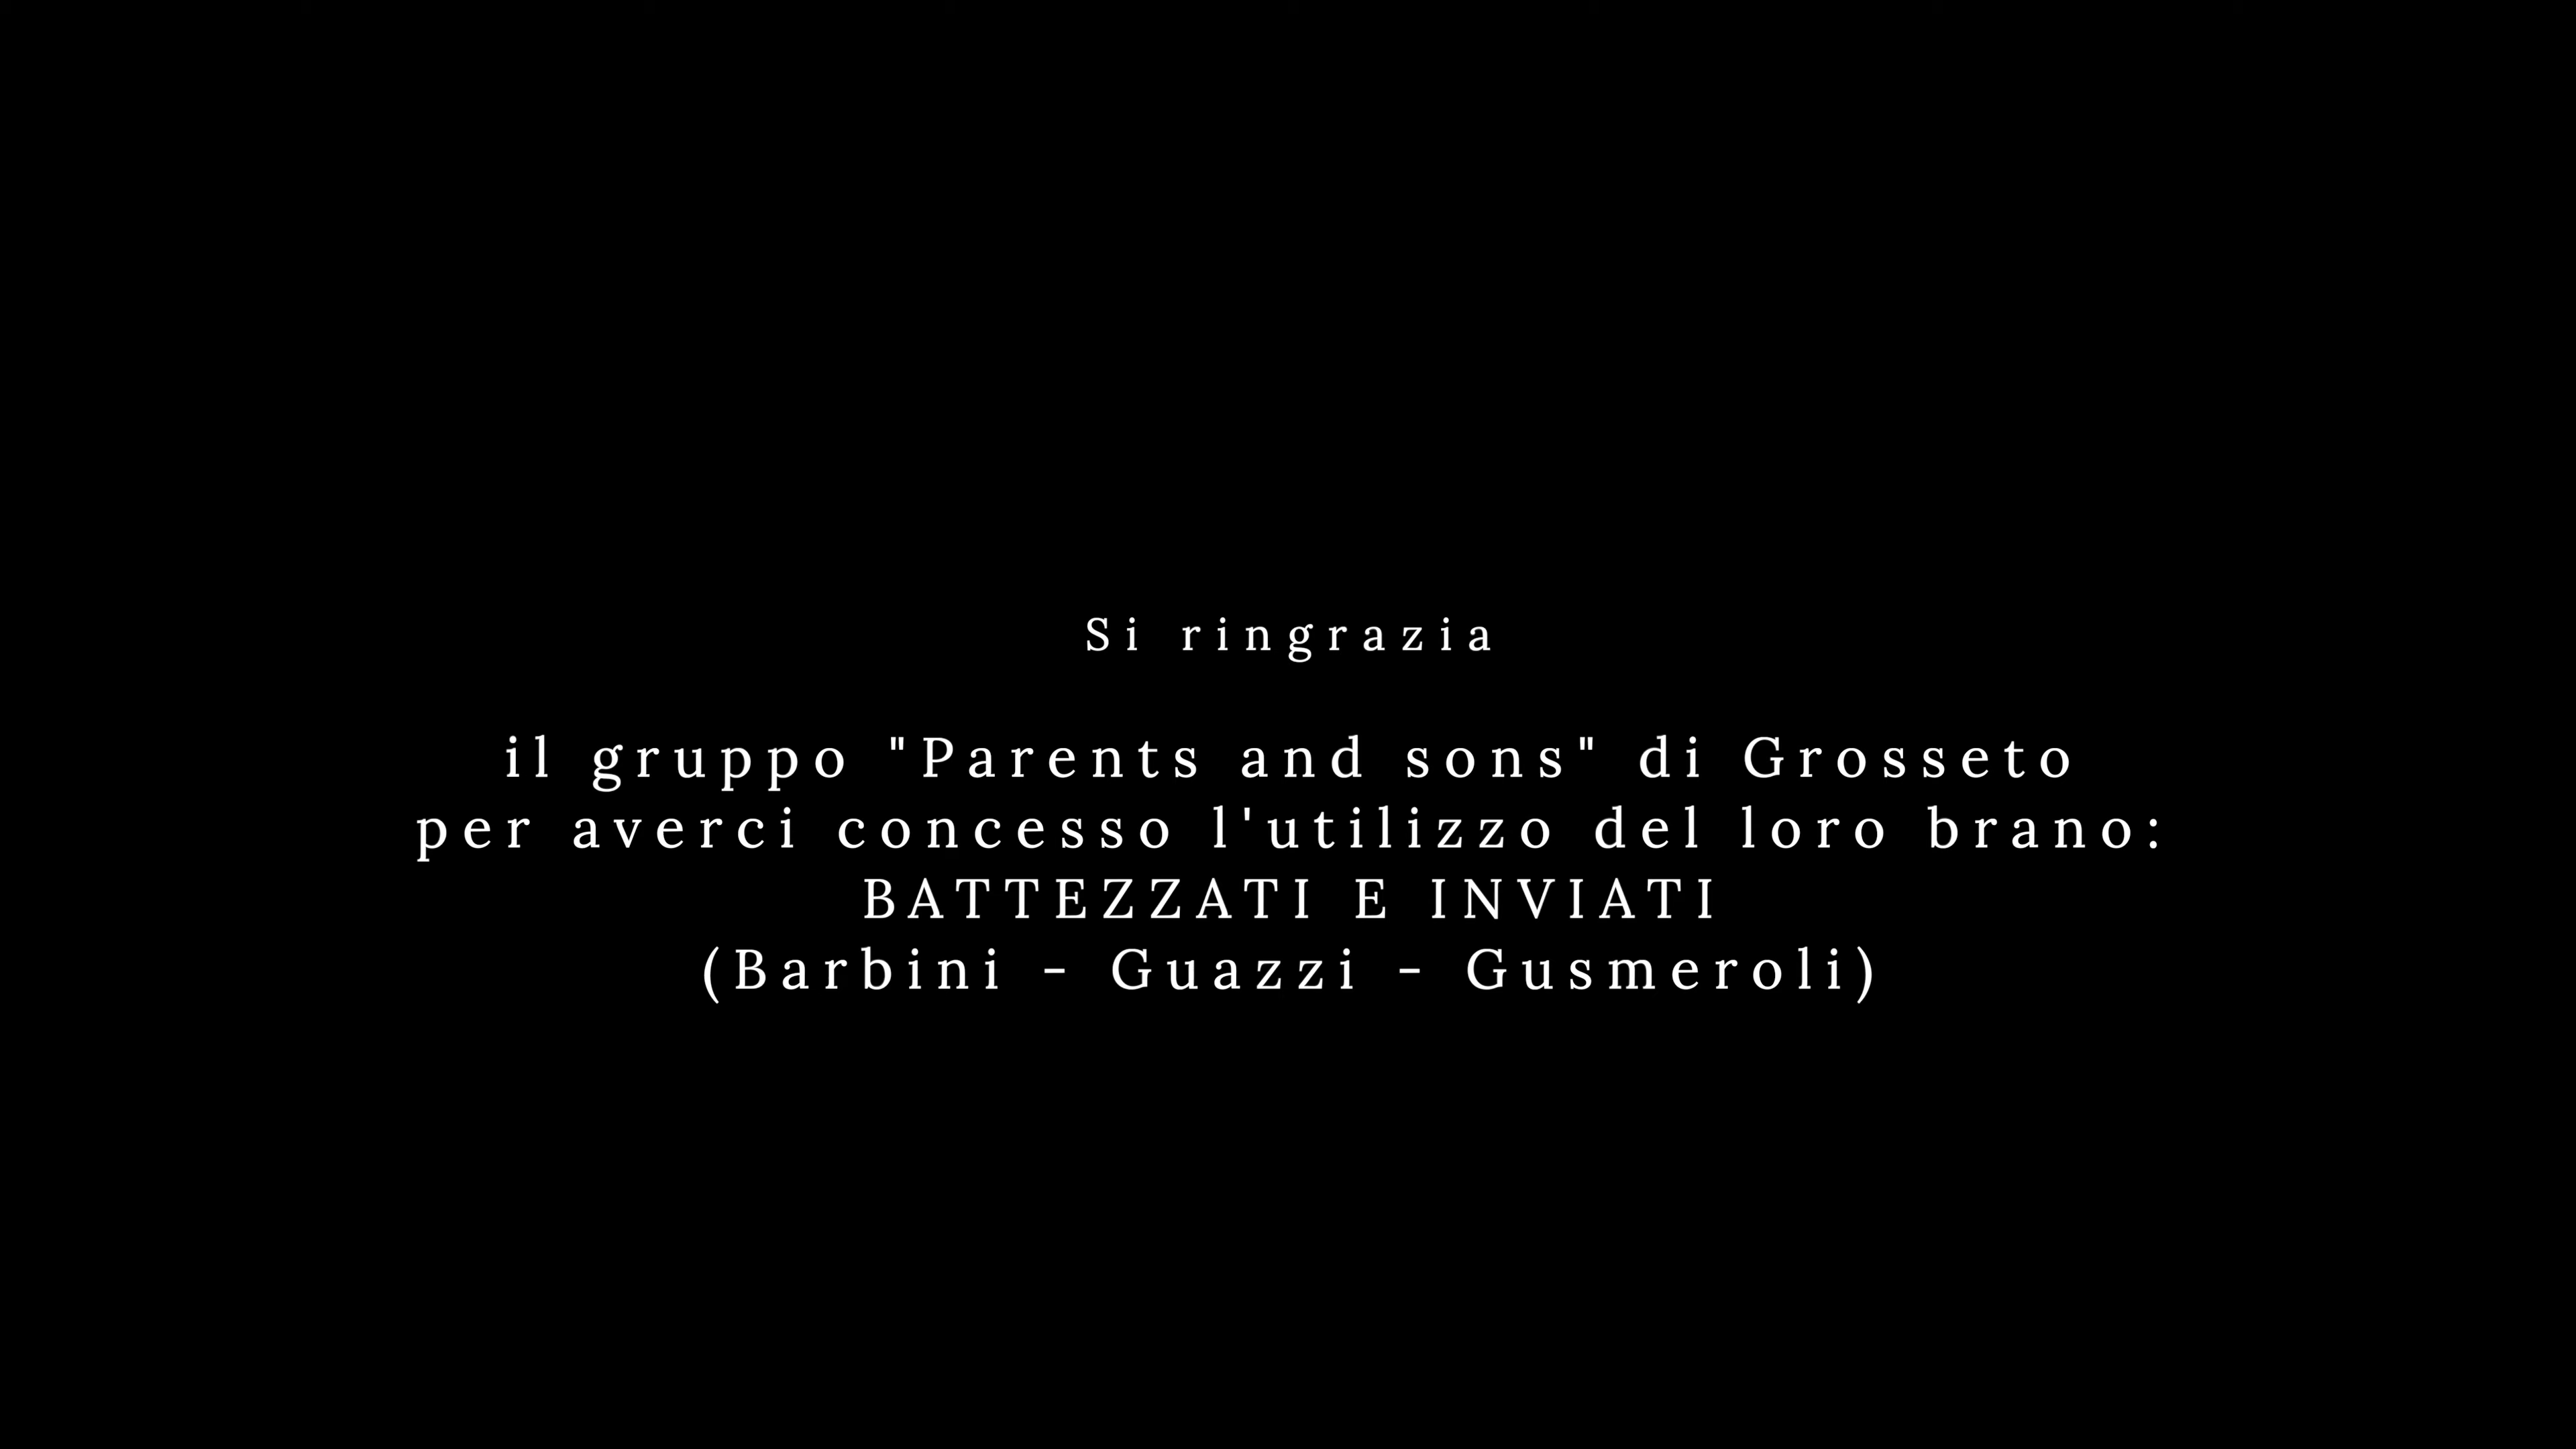 Si ringrazia
il gruppo "Parents and sons" di Grosseto
per averci concesso l'utilizzo del loro brano:
BATTEZZATI E INVIATI
(Barbini - Guazzi - Gusmeroli)